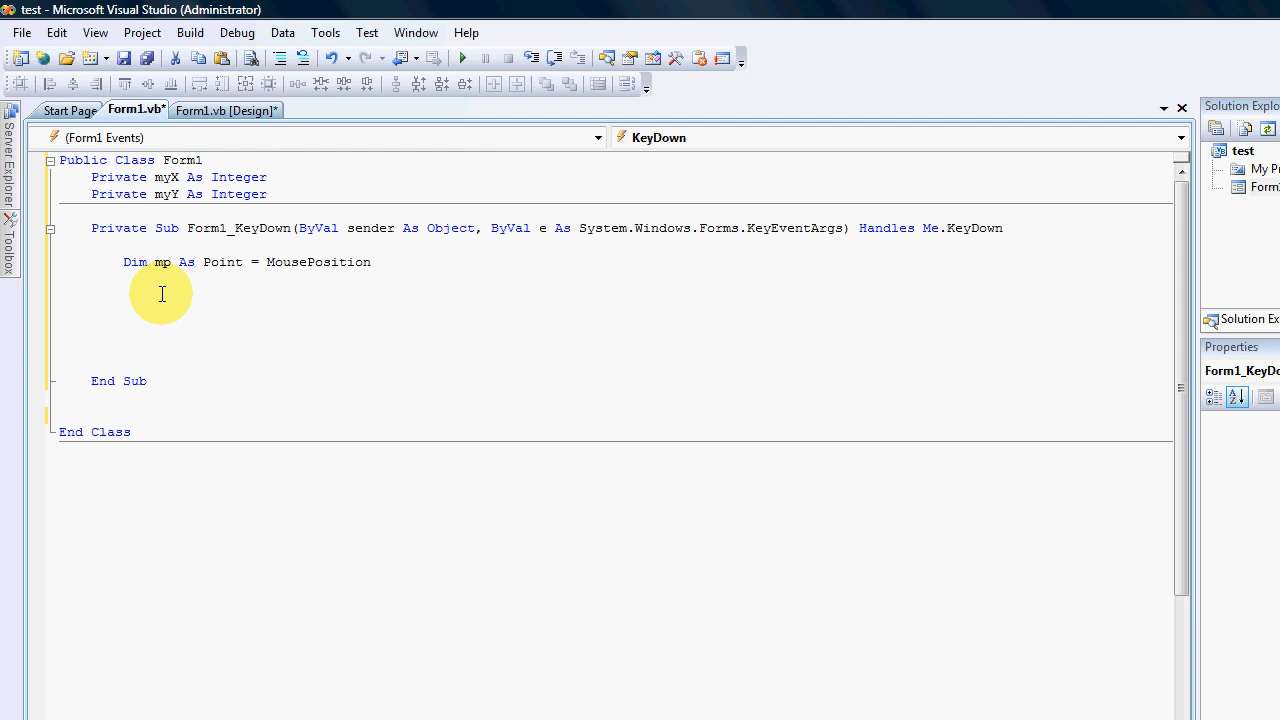 test - Microsoft Visual Studio (Administrator)
File Edit View Project Build Debug Data Tools Test Window Help
Start Page Form1.vb* Form1.vb [Design]*
Solution Explo
(Form1 Events) KeyDown
Server Explorer
Toolbox
Public Class Form1
Private myX As Integer
Private myY As Integer
Private Sub Form1_KeyDown(ByVal sender As Object, ByVal e As System.Windows.Forms.KeyEventArgs) Handles Me.KeyDown
Dim mp As Point = MousePosition
End Sub
End Class
test
My Pr
Form1
Solution Ex
Properties
Form1_KeyDo